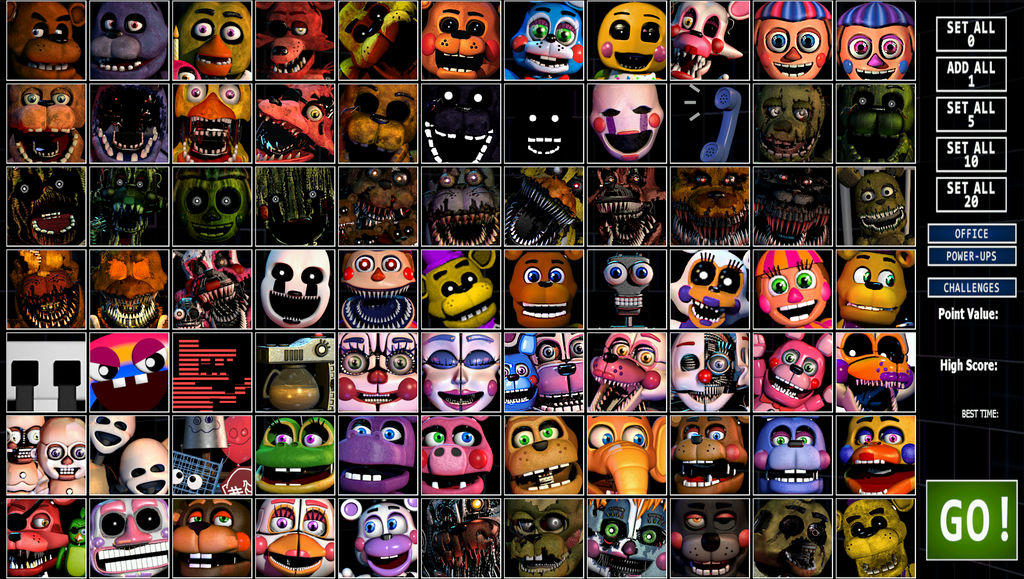 SET ALL
0
ADD ALL
1
SET ALL
5
SET ALL
10
SET ALL
20
OFFICE
POWER-UPS
CHALLENGES
Point Value:
High Score:
BEST TIME:
GO!